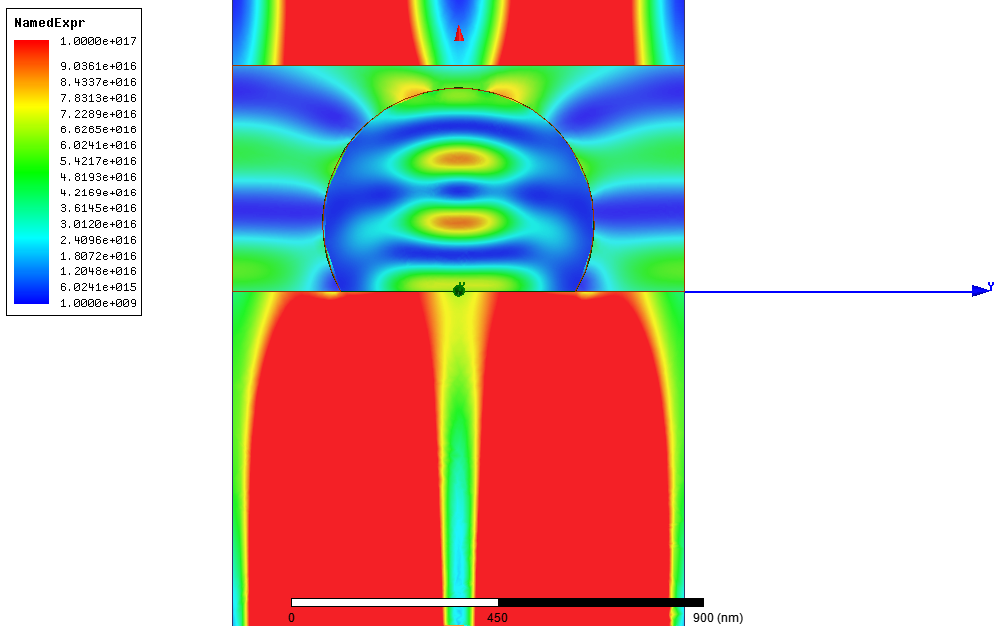 NamedExpr
1.0000e+017
9.0361e+016
8.4337e+016
7.8313e+016
7.2289e+016
6.6265e+016
6.0241e+016
5.4217e+016
4.8193e+016
4.2169e+016
3.6145e+016
3.0120e+016
2.4096e+016
1.8072e+016
1.2048e+016
6.0241e+015
1.0000e+009
Y
0 450 900 (nm)